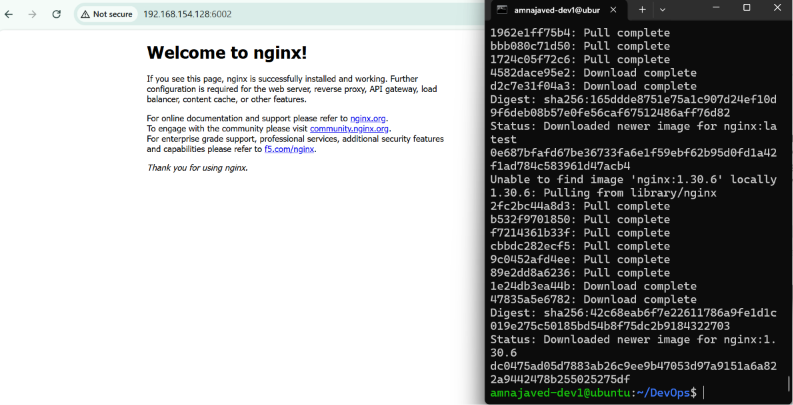 Not secure 192.168.154.128:6002
Welcome to nginx!
If you see this page, nginx is successfully installed and working. Further
configuration is required for the web server, reverse proxy, API gateway, load
balancer, content cache, or other features.
For online documentation and support please refer to nginx.org.
To engage with the community please visit community.nginx.org.
For enterprise grade support, professional services, additional security features
and capabilities please refer to f5.com/nginx.
Thank you for using nginx.
amnajaved-dev1@ubur
1962e1ff75b4: Pull complete
bbb080c71d50: Pull complete
1724c05f72c6: Pull complete
4582dace95e2: Download complete
d2c7e31f04a3: Download complete
Digest: sha256:165ddde8751e75a1c907d24ef10d
9f6deb08b57e0fe56caf67512486aff76d82
Status: Downloaded newer image for nginx:la
test
0e687bfafd67be36733fa6e1f59ebf62b95d0fd1a42
f1ad784c583961d47acb4
Unable to find image 'nginx:1.30.6' locally
1.30.6: Pulling from library/nginx
2fc2bc44a8d3: Pull complete
b532f9701850: Pull complete
f7214361b33f: Pull complete
cbbdc282ecf5: Pull complete
9c0452afd4ee: Pull complete
89e2dd8a6236: Pull complete
1e24db3ea44b: Download complete
47835a5e6782: Download complete
Digest: sha256:42c68eab6f7e22611786a9fe1d1c
019e275c50185bd54b8f75dc2b9184322703
Status: Downloaded newer image for nginx:1.
30.6
dc0475ad05d7883ab26c9ee9b47053d97a9151a6a82
2a9442478b255025275df
amnajaved-dev1@ubuntu:~/DevOps$